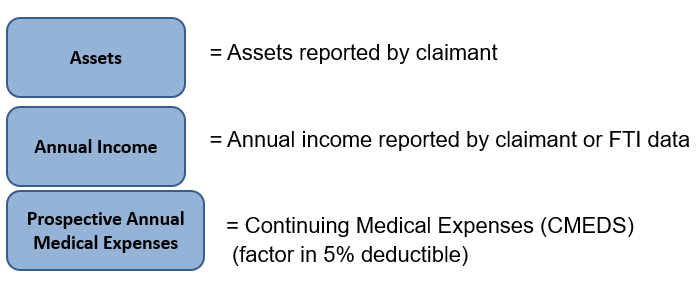 Assets
= Assets reported by claimant
Annual Income
= Annual income reported by claimant or FTI data
Prospective Annual
Medical Expenses
= Continuing Medical Expenses (CMEDS)
(factor in 5% deductible)